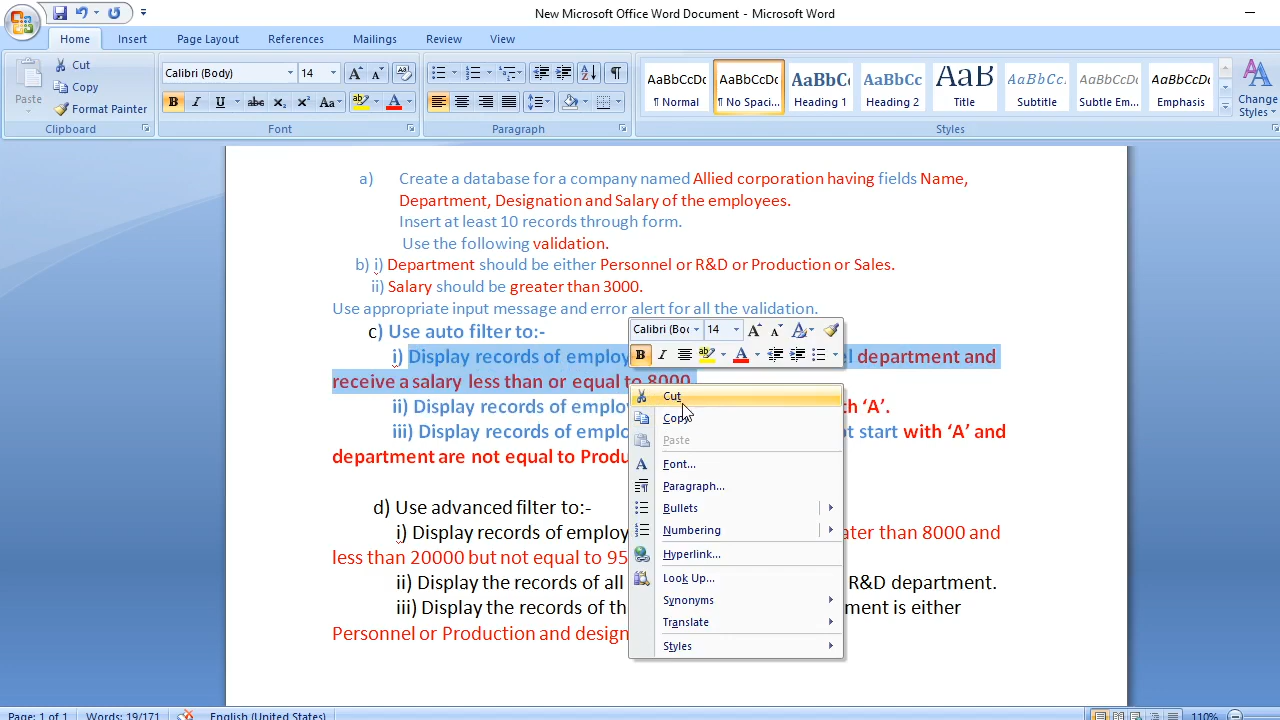 New Microsoft Office Word Document - Microsoft Word
Home Insert Page Layout References Mailings Review View
Paste
Cut
Copy
Format Painter
Clipboard
Calibri (Body) 14
B I U abc x₂ x² Aa
Font
Paragraph
AaBbCcDc AaBbCcDc AaBbCc AaBbCc AaB AaBbCc. AaBbCcDc AaBbCcDc
¶ Normal ¶ No Spaci... Heading 1 Heading 2 Title Subtitle Subtle Em... Emphasis
Change Styles
Styles
a) Create a database for a company named Allied corporation having fields Name,
Department, Designation and Salary of the employees.
Insert at least 10 records through form.
Use the following validation.
b) i) Department should be either Personnel or R&D or Production or Sales.
ii) Salary should be greater than 3000.
Use appropriate input message and error alert for all the validation.
c) Use auto filter to:-
i) Display records of employ el department and
receive a salary less than or equal to 8000.
ii) Display records of employ th ‘A’.
iii) Display records of emplo ot start with ‘A’ and
department are not equal to Produ
d) Use advanced filter to:-
i) Display records of employ ater than 8000 and
less than 20000 but not equal to 95
ii) Display the records of all R&D department.
iii) Display the records of th ment is either
Personnel or Production and design
Calibri (Boc 14
B I
Cut
Copy
Paste
Font...
Paragraph...
Bullets
Numbering
Hyperlink...
Look Up...
Synonyms
Translate
Styles
Page: 1 of 1 Words: 19/171 English (United States) 110%